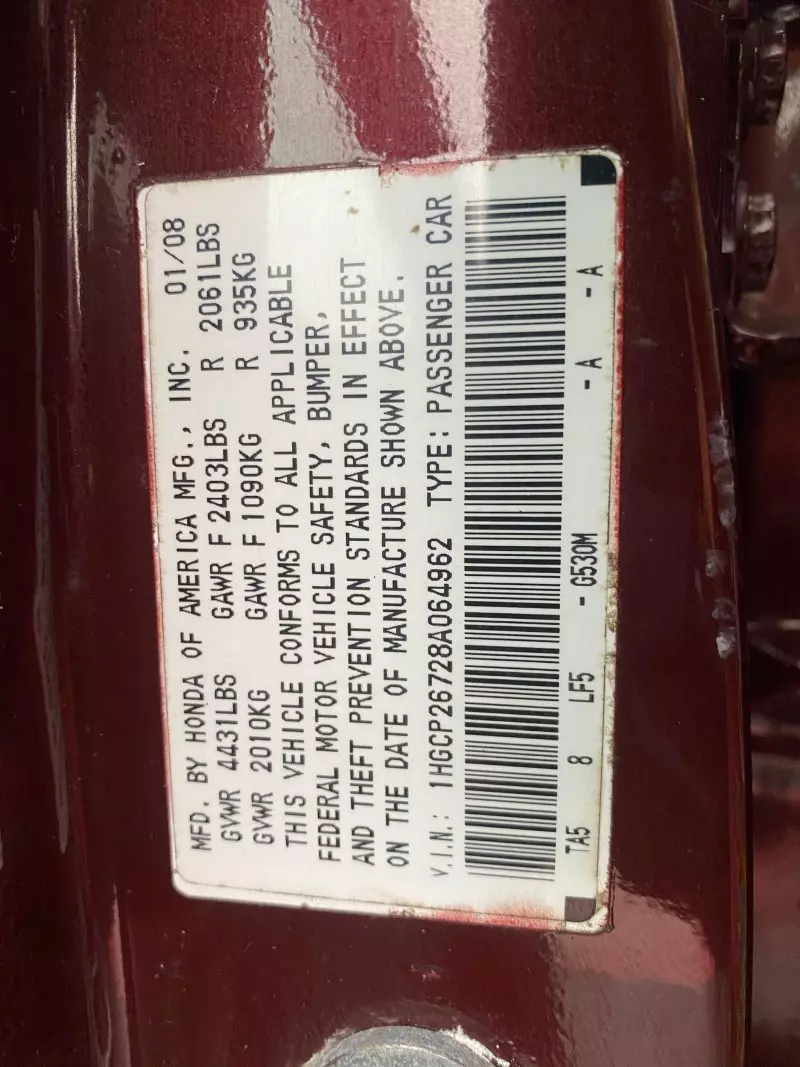 MFD. BY HONDA OF AMERICA MFG., INC. 01/08
GVWR 4431LBS GAWR F 2403LBS R 2061LBS
GVWR 2010KG GAWR F 1090KG R 935KG
THIS VEHICLE CONFORMS TO ALL APPLICABLE
FEDERAL MOTOR VEHICLE SAFETY, BUMPER,
AND THEFT PREVENTION STANDARDS IN EFFECT
ON THE DATE OF MANUFACTURE SHOWN ABOVE.
V.I.N.: 1HGCP26728A064962 TYPE: PASSENGER CAR
TA5 8 LF5 - G530M - A - A